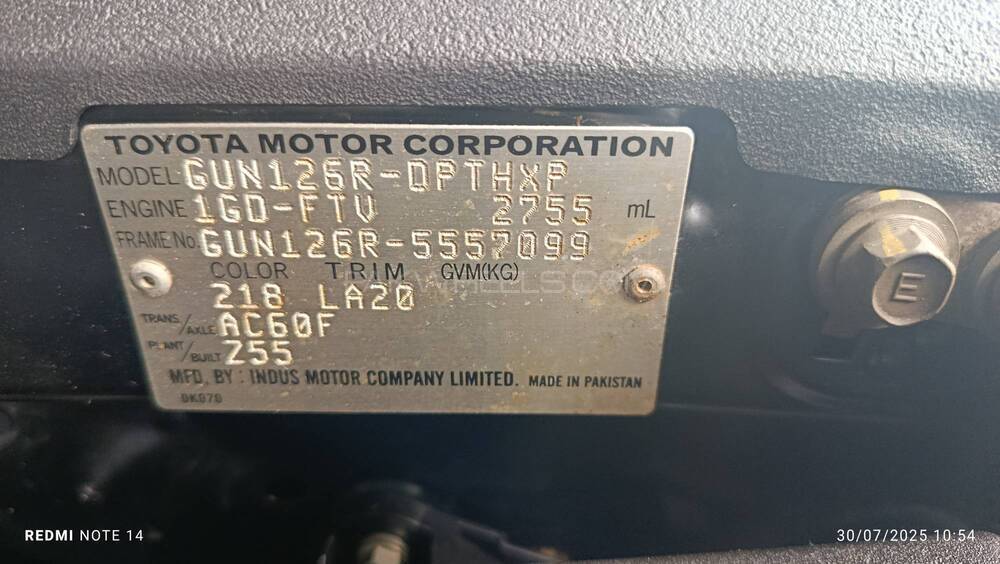 TOYOTA MOTOR CORPORATION
MODEL GUN126R-DPTHXP
ENGINE 1GD-FTV 2755 mL
FRAME No. GUN126R-5557099
COLOR TRIM GVM(KG)
218 LA20
TRANS/AXLE AC60F
PLANT/BUILT Z55
MFD. BY : INDUS MOTOR COMPANY LIMITED. MADE IN PAKISTAN
0K070
E
REDMI NOTE 14
30/07/2025 10:54